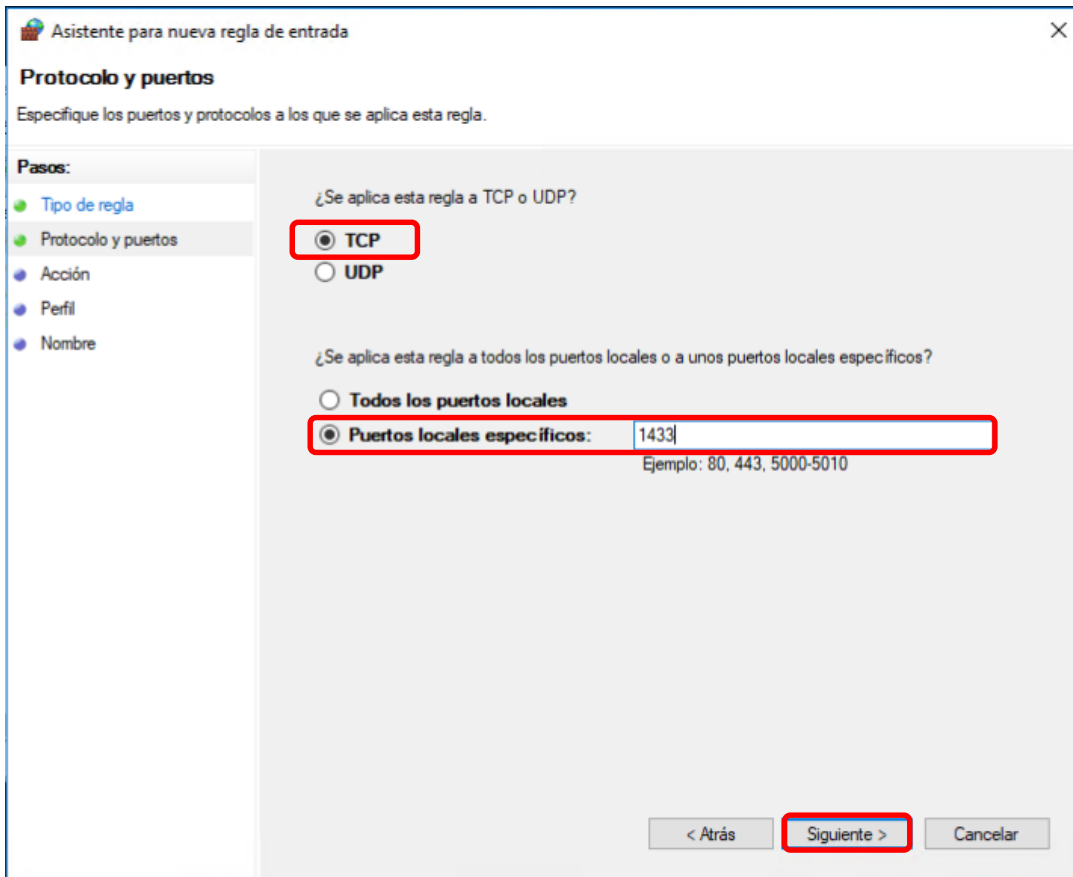 Asistente para nueva regla de entrada
Protocolo y puertos
Especifique los puertos y protocolos a los que se aplica esta regla.
Pasos:
Tipo de regla
Protocolo y puertos
Acción
Perfil
Nombre
¿Se aplica esta regla a TCP o UDP?
TCP
UDP
¿Se aplica esta regla a todos los puertos locales o a unos puertos locales específicos?
Todos los puertos locales
Puertos locales específicos: 1433
Ejemplo: 80, 443, 5000-5010
< Atrás Siguiente > Cancelar